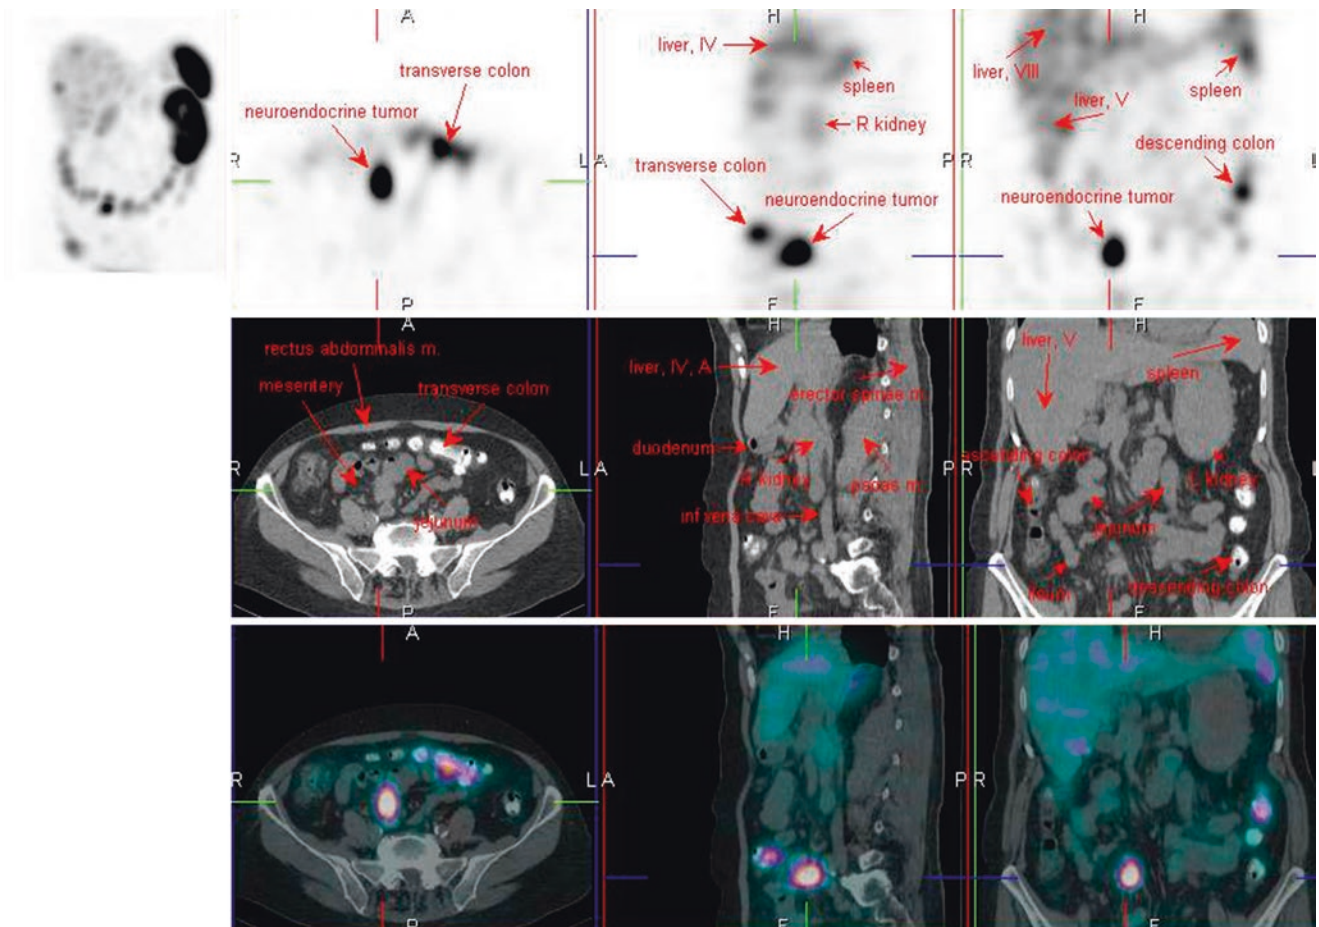 A
H
H
liver, IV
transverse colon
liver, VIII
spleen
spleen
neuroendocrine tumor
liver, V
R kidney
descending colon
R
L
A
P
R
L
transverse colon
neuroendocrine tumor
neuroendocrine tumor
P
F
F
A
H
H
rectus abdominalis m.
liver, IV, A
liver, V
mesentery
transverse colon
erector spinae m.
spleen
duodenum
ascending colon
R
L
A
P
R
L
R kidney
psoas m.
L kidney
jejunum
inf vena cava
jejunum
ileum
descending colon
P
F
F
A
H
H
R
L
A
P
R
P
F
F